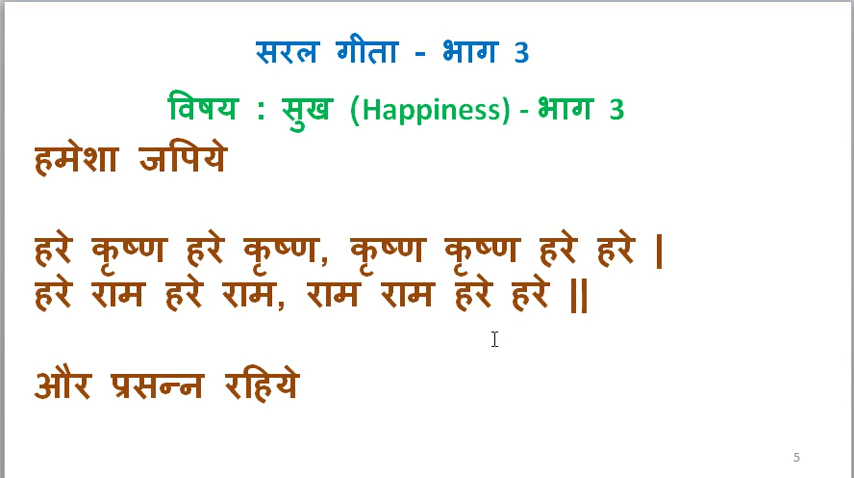 सरल गीता - भाग 3
विषय : सुख (Happiness) - भाग 3
हमेशा जपिये
हरे कृष्ण हरे कृष्ण, कृष्ण कृष्ण हरे हरे |
हरे राम हरे राम, राम राम हरे हरे ||
और प्रसन्न रहिये
5